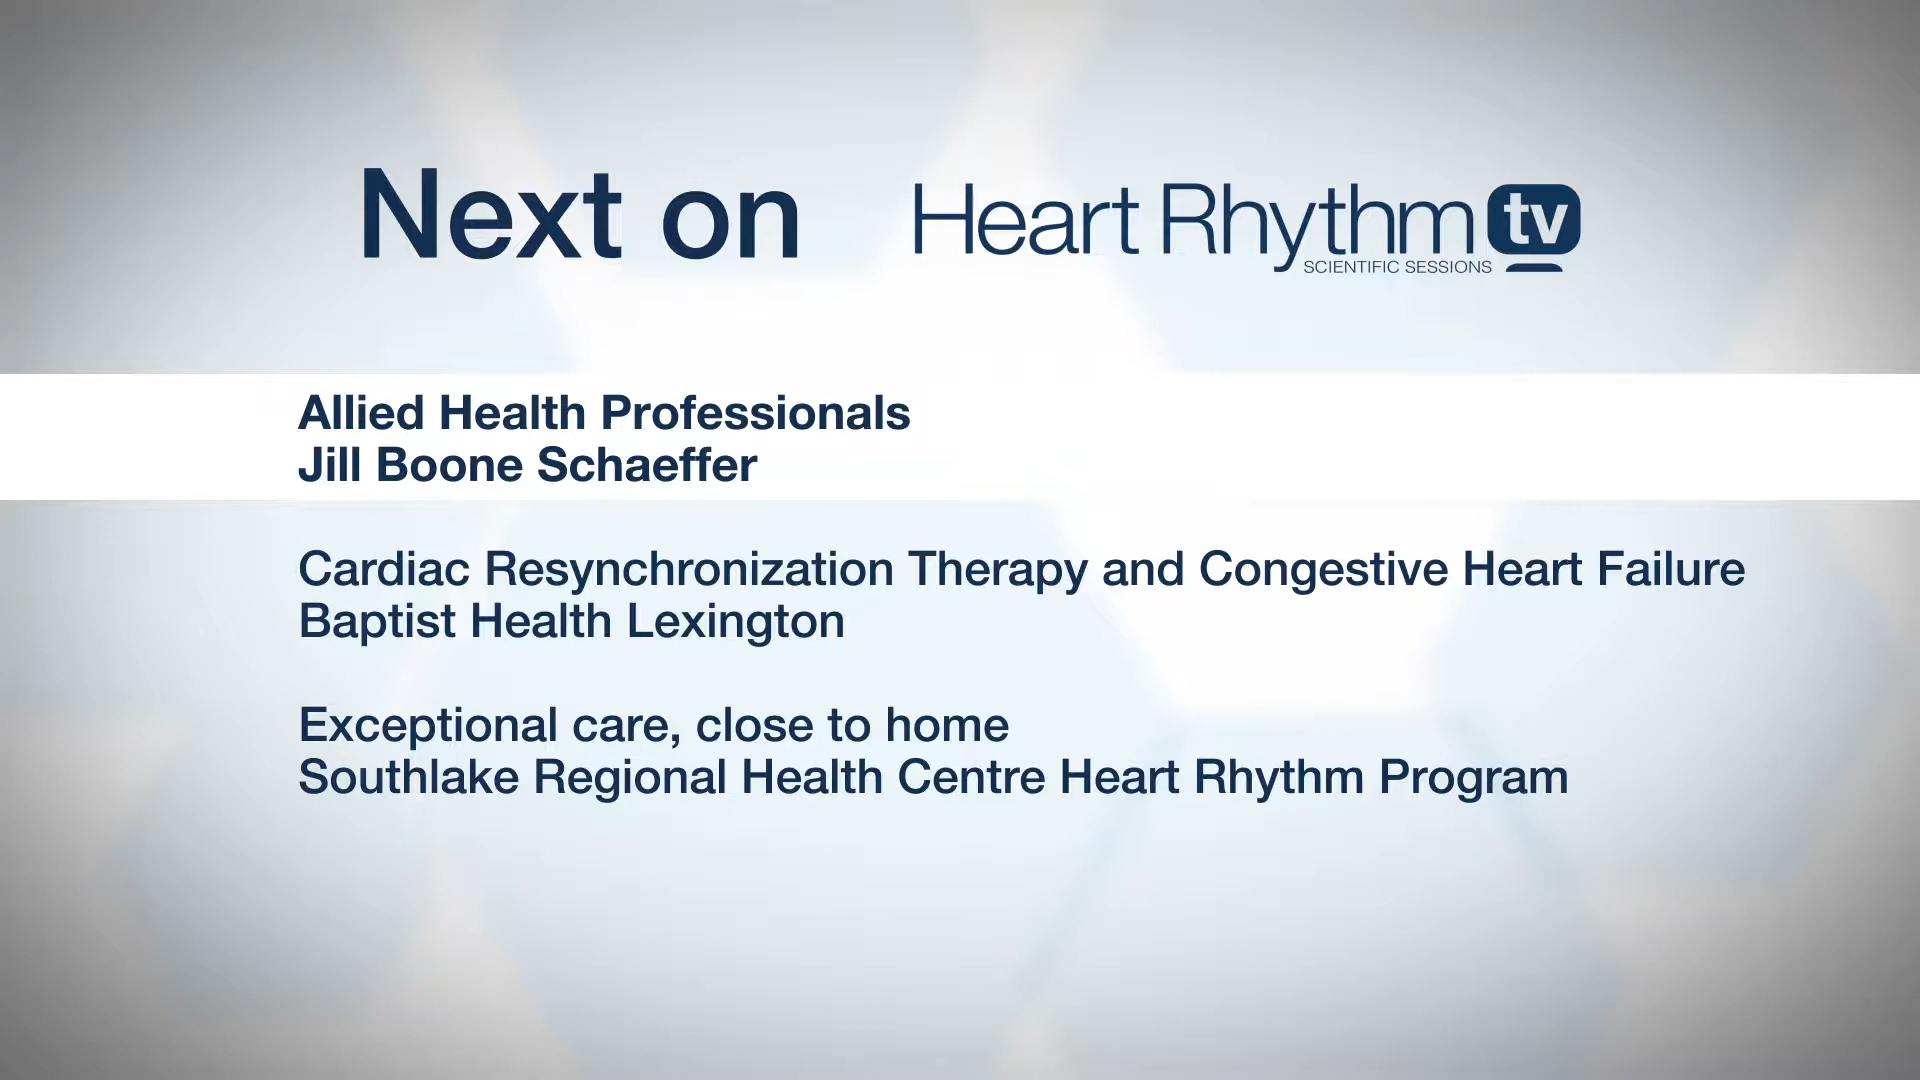 Next on Heart Rhythm tv
SCIENTIFIC SESSIONS
Allied Health Professionals
Jill Boone Schaeffer
Cardiac Resynchronization Therapy and Congestive Heart Failure
Baptist Health Lexington
Exceptional care, close to home
Southlake Regional Health Centre Heart Rhythm Program